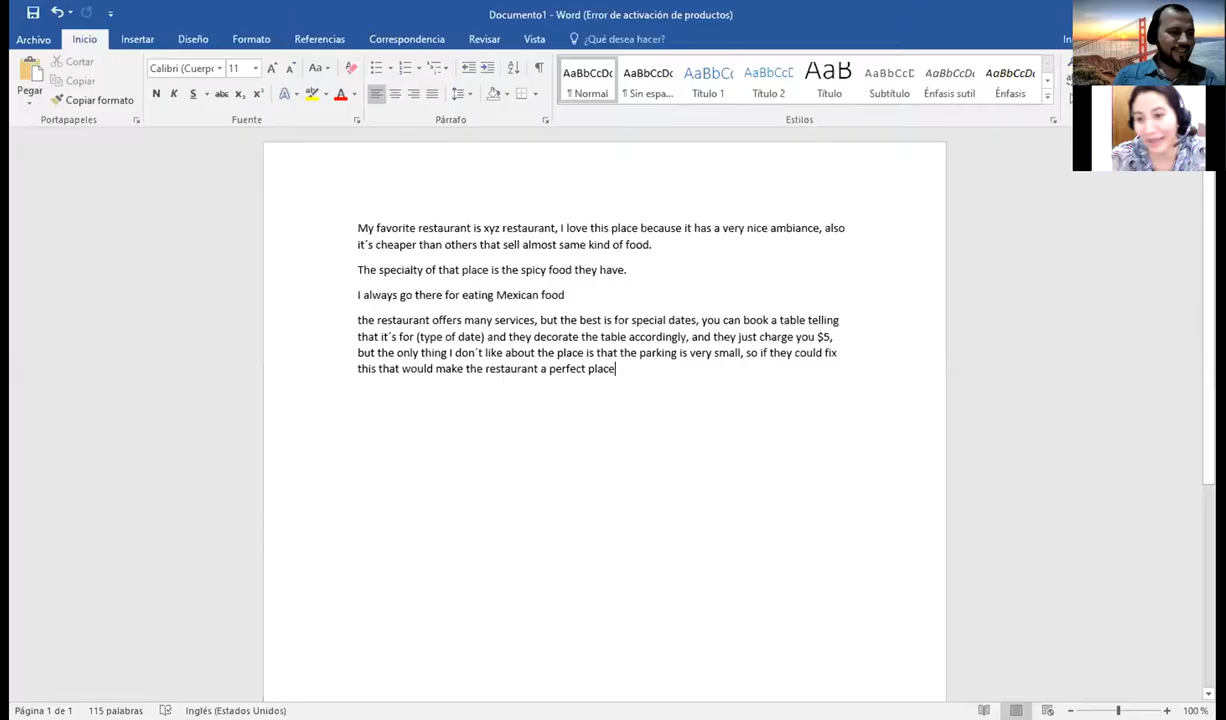 Documento1 - Word (Error de activación de productos)
Archivo Inicio Insertar Diseño Formato Referencias Correspondencia Revisar Vista ¿Qué desea hacer?
Pegar
Cortar
Copiar
Copiar formato
Portapapeles
Calibri (Cuerpo 11
Aa
N K S abc x₂ x²
Fuente
Párrafo
AaBbCcDc AaBbCcDc AaBbCc AaBbCcD AaB AaBbCcD AaBbCcDc AaBbCcDc
¶ Normal ¶ Sin espa... Título 1 Título 2 Título Subtítulo Énfasis sutil Énfasis
Estilos
My favorite restaurant is xyz restaurant, I love this place because it has a very nice ambiance, also
it´s cheaper than others that sell almost same kind of food.
The specialty of that place is the spicy food they have.
I always go there for eating Mexican food
the restaurant offers many services, but the best is for special dates, you can book a table telling
that it´s for (type of date) and they decorate the table accordingly, and they just charge you $5,
but the only thing I don´t like about the place is that the parking is very small, so if they could fix
this that would make the restaurant a perfect place
Página 1 de 1 115 palabras Inglés (Estados Unidos) 100 %